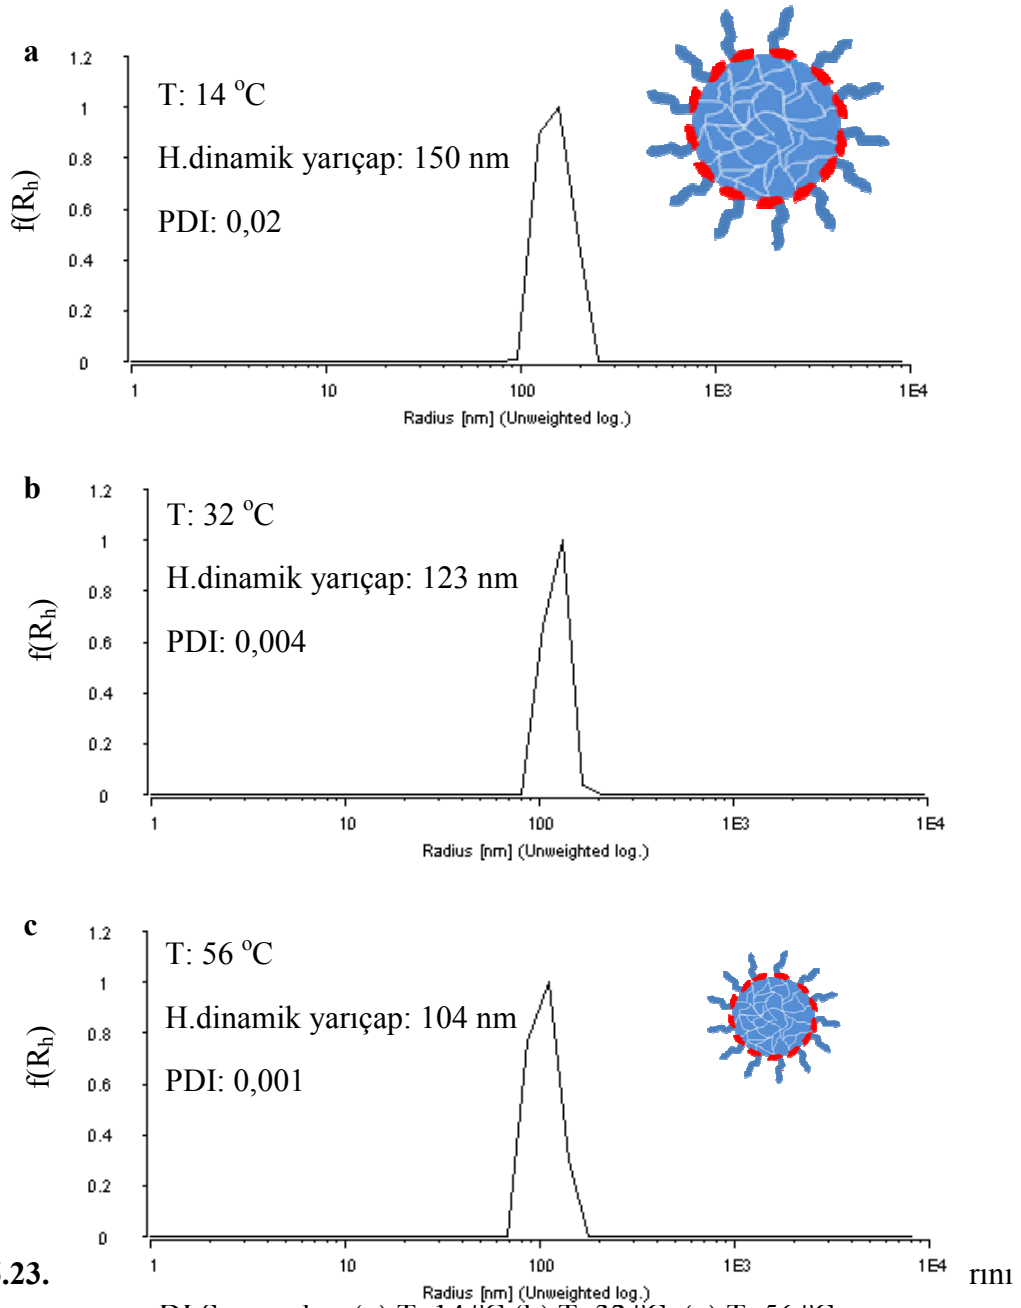 a
1.2
T: 14 °C
1
H.dinamik yarıçap: 150 nm
0.8
f(Rₕ)
0.6
PDI: 0,02
0.4
0.2
0
1 10 100 1E3 1E4
Radius [nm] (Unweighted log.)
b
1.2
T: 32 °C
1
H.dinamik yarıçap: 123 nm
0.8
f(Rₕ)
0.6
PDI: 0,004
0.4
0.2
0
1 10 100 1E3 1E4
Radius [nm] (Unweighted log.)
c
1.2
T: 56 °C
1
H.dinamik yarıçap: 104 nm
0.8
f(Rₕ)
0.6
PDI: 0,001
0.4
0.2
0
1 10 100 1E3 1E4
.23. rını
Radius [nm] (Unweighted log.)
(a) T: 14 °C (b) T: 32 °C (c) T: 56 °C